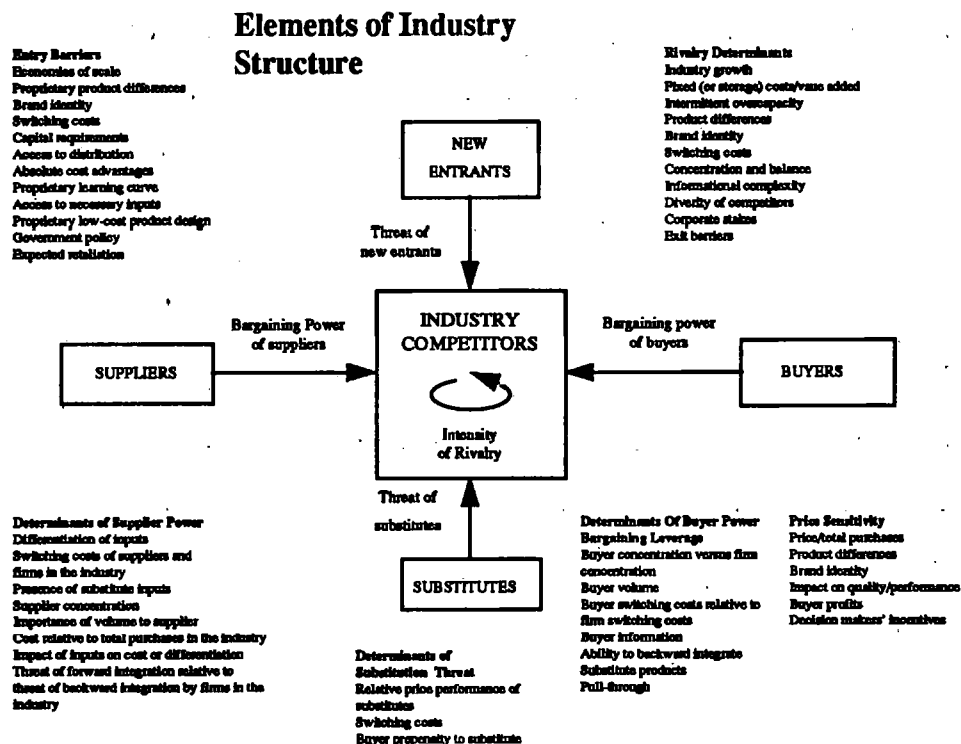 Elements of Industry
Structure
Entry Barriers
Economies of scale
Proprietary product differences
Brand identity
Switching costs
Capital requirements
Access to distribution
Absolute cost advantages
Proprietary learning curve
Access to necessary inputs
Proprietary low-cost product design
Government policy
Expected retaliation
Rivalry Determinants
Industry growth
Fixed (or storage) costs/vaue added
Intermittent overcapacity
Product differences
Brand identity
Switching costs
Concentration and balance
Informational complexity
Diverity of competitors
Corporate stakes
Exit barriers
NEW
ENTRANTS
Threat of
new entrants
Bargaining Power
of suppliers
SUPPLIERS
INDUSTRY
COMPETITORS
Intensity
of Rivalry
Bargaining power
of buyers
BUYERS
Threat of
substitutes
SUBSTITUTES
Determinants of Supplier Power
Differentiation of inputs
Switching costs of suppliers and
firms in the industry
Presence of substitute inputs
Supplier concentration
Importance of volume to supplier
Cost relative to total purchases in the industry
Impact of inputs on cost or differentiation
Threat of forward integration relative to
threat of backward integration by firms in the
industry
Determinants of
Substitution Threat
Relative price performance of
substitutes
Switching costs
Buyer propensity to substitute
Determinants Of Buyer Power
Bargaining Leverage
Buyer concentration versus firm
concentration
Buyer volume
Buyer switching costs relative to
firm switching costs
Buyer information
Ability to backward integrate
Substitute products
Pull-through
Price Sensitivity
Price/total purchases
Product differences
Brand identity
Impact on quality/performance
Buyer profits
Decision makers' incentives